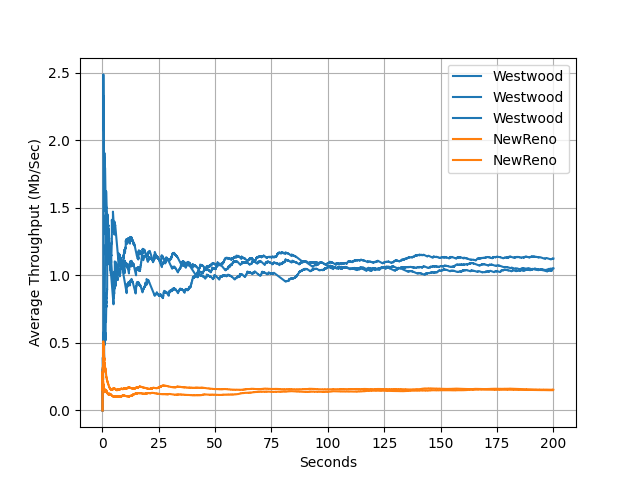 2.5
2.0
1.5
1.0
0.5
0.0
Average Throughput (Mb/Sec)
Westwood
Westwood
Westwood
NewReno
NewReno
0 25 50 75 100 125 150 175 200
Seconds